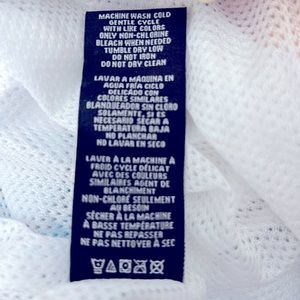 MACHINE WASH COLD
GENTLE CYCLE
WITH LIKE COLORS
ONLY NON-CHLORINE
BLEACH WHEN NEEDED
TUMBLE DRY LOW
DO NOT IRON
DO NOT DRY CLEAN
LAVAR A MÁQUINA EN
AGUA FRÍA CICLO
DELICADO CON
COLORES SIMILARES
BLANQUEADOR SIN CLORO
SOLAMENTE, SI ES
NECESARIO SECAR A
TEMPERATURA BAJA
NO PLANCHAR
NO LAVAR EN SECO
LAVER À LA MACHINE À
FROID CYCLE DÉLICAT
AVEC DES COULEURS
SIMILAIRES AGENT DE
BLANCHIMENT
NON-CHLORÉ SEULEMENT
AU BESOIN
SÉCHER À LA MACHINE
À BASSE TEMPÉRATURE
NE PAS REPASSER
NE PAS NETTOYER À SEC